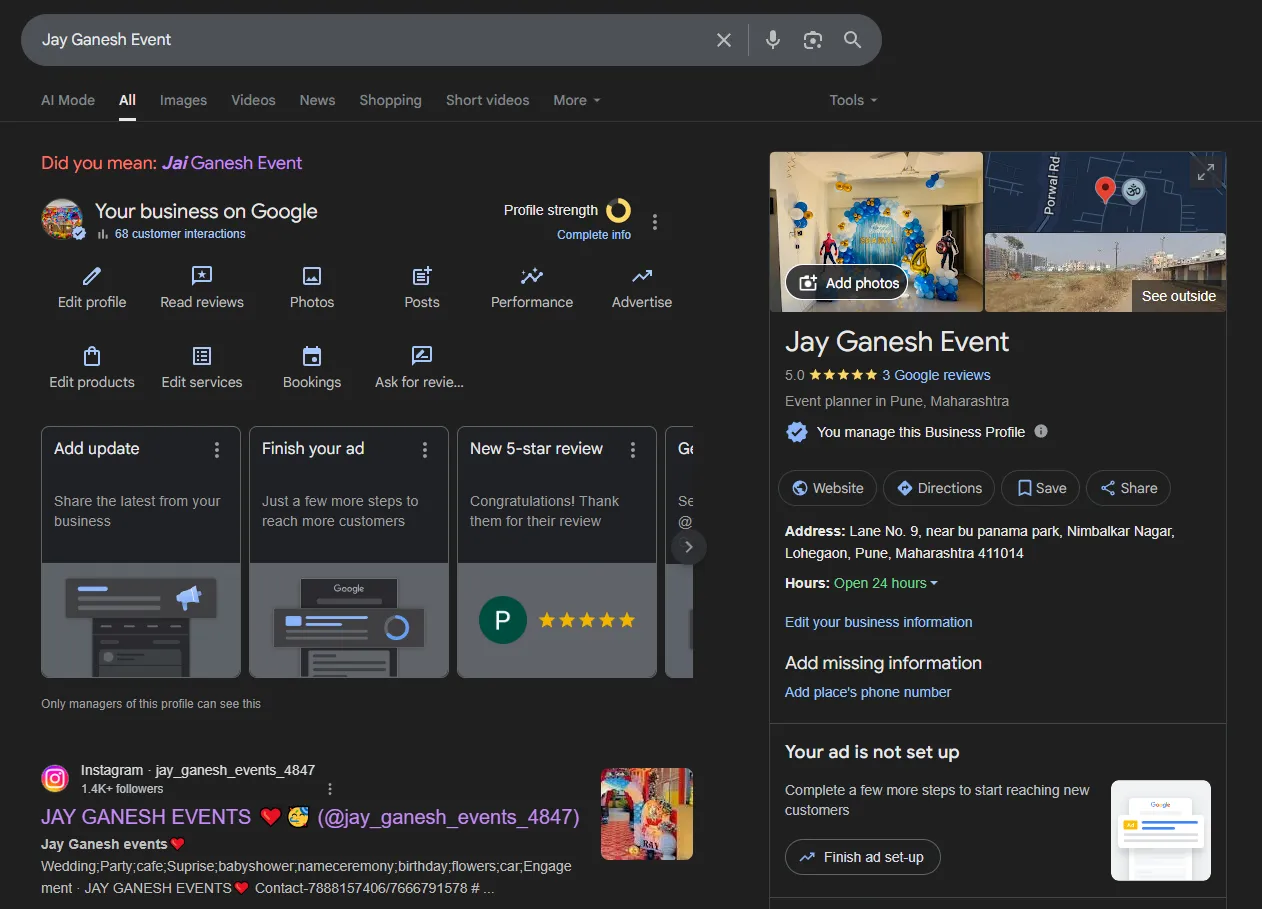 Jay Ganesh Event
AI Mode
All
Images
Videos
News
Shopping
Short videos
More
Tools
Did you mean: Jai Ganesh Event
Your business on Google
68 customer interactions
Profile strength
Complete info
Edit profile
Read reviews
Photos
Posts
Performance
Advertise
Edit products
Edit services
Bookings
Ask for revie...
Add update
Share the latest from your
business
Finish your ad
Just a few more steps to
reach more customers
Google
New 5-star review
Congratulations! Thank
them for their review
P
Ge
Se
@
Only managers of this profile can see this
Instagram · jay_ganesh_events_4847
1.4K+ followers
JAY GANESH EVENTS ❤️ 🥳 (@jay_ganesh_events_4847)
Jay Ganesh events❤️
Wedding;Party;cafe;Suprise;babyshower;nameceremony;birthday;flowers;car;Engage
ment · JAY GANESH EVENTS❤️ Contact-7888157406/7666791578 # ...
Add photos
Porwal Rd
ॐ
See outside
Jay Ganesh Event
5.0 ★★★★★ 3 Google reviews
Event planner in Pune, Maharashtra
You manage this Business Profile
Website
Directions
Save
Share
Address: Lane No. 9, near bu panama park, Nimbalkar Nagar,
Lohegaon, Pune, Maharashtra 411014
Hours: Open 24 hours
Edit your business information
Add missing information
Add place's phone number
Your ad is not set up
Complete a few more steps to start reaching new
customers
Google
Ad
Finish ad set-up